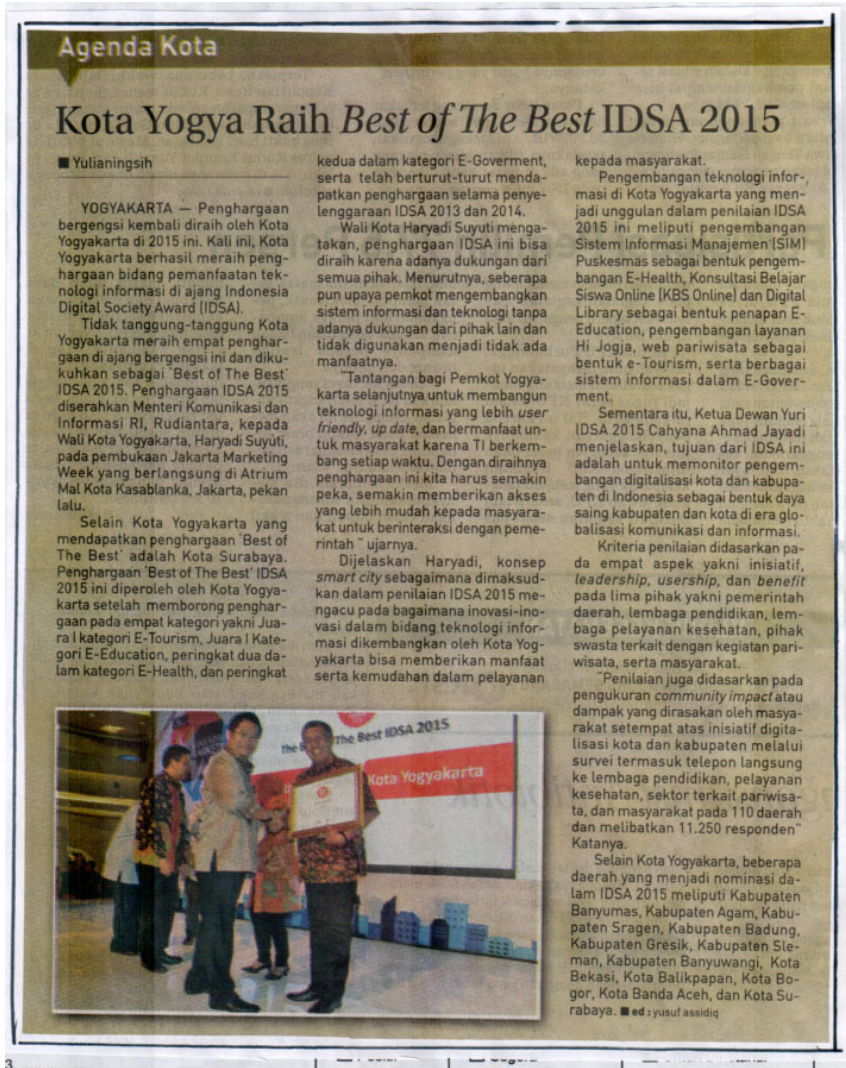 Agenda Kota
Kota Yogya Raih Best of The Best IDSA 2015
■ Yulianingsih
YOGYAKARTA — Penghargaan
bergengsi kembali diraih oleh Kota
Yogyakarta di 2015 ini. Kali ini, Kota
Yogyakarta berhasil meraih peng-
hargaan bidang pemanfaatan tek-
nologi informasi di ajang Indonesia
Digital Society Award (IDSA).
Tidak tanggung-tanggung Kota
Yogyakarta meraih empat penghar-
gaan di ajang bergengsi ini dan diku-
kuhkan sebagai 'Best of The Best'
IDSA 2015. Penghargaan IDSA 2015
diserahkan Menteri Komunikasi dan
Informasi RI, Rudiantara, kepada
Wali Kota Yogyakarta, Haryadi Suyuti,
pada pembukaan Jakarta Marketing
Week yang berlangsung di Atrium
Mal Kota Kasablanka, Jakarta, pekan
lalu.
Selain Kota Yogyakarta yang
mendapatkan penghargaan 'Best of
The Best' adalah Kota Surabaya.
Penghargaan 'Best of The Best' IDSA
2015 ini diperoleh oleh Kota Yogya-
karta setelah memborong penghar-
gaan pada empat kategori yakni Jua-
ra I kategori E-Tourism, Juara I Kate-
gori E-Education, peringkat dua da-
lam kategori E-Health, dan peringkat
kedua dalam kategori E-Goverment,
serta telah berturut-turut menda-
patkan penghargaan selama penye-
lenggaraan IDSA 2013 dan 2014.
Wali Kota Haryadi Suyuti menga-
takan, penghargaan IDSA ini bisa
diraih karena adanya dukungan dari
semua pihak. Menurutnya, seberapa
pun upaya pemkot mengembangkan
sistem informasi dan teknologi tanpa
adanya dukungan dari pihak lain dan
tidak digunakan menjadi tidak ada
manfaatnya.
"Tantangan bagi Pemkot Yogya-
karta selanjutnya untuk membangun
teknologi informasi yang lebih user
friendly, up date, dan bermanfaat un-
tuk masyarakat karena TI berkem-
bang setiap waktu. Dengan diraihnya
penghargaan ini kita harus semakin
peka, semakin memberikan akses
yang lebih mudah kepada masyara-
kat untuk berinteraksi dengan peme-
rintah " ujarnya.
Dijelaskan Haryadi, konsep
smart city sebagaimana dimaksud-
kan dalam penilaian IDSA 2015 me-
ngacu pada bagaimana inovasi-ino-
vasi dalam bidang teknologi infor-
masi dikembangkan oleh Kota Yog-
yakarta bisa memberikan manfaat
serta kemudahan dalam pelayanan
kepada masyarakat.
Pengembangan teknologi infor-
masi di Kota Yogyakarta yang men-
jadi unggulan dalam penilaian IDSA
2015 ini meliputi pengembangan
Sistem Informasi Manajemen (SIM)
Puskesmas sebagai bentuk pengem-
bangan E-Health, Konsultasi Belajar
Siswa Online (KBS Online) dan Digital
Library sebagai bentuk penapan E-
Education, pengembangan layanan
Hi Jogja, web pariwisata sebagai
bentuk e-Tourism, serta berbagai
sistem informasi dalam E-Gover-
ment.
Sementara itu, Ketua Dewan Yuri
IDSA 2015 Cahyana Ahmad Jayadi
menjelaskan, tujuan dari IDSA ini
adalah untuk memonitor pengem-
bangan digitalisasi kota dan kabupa-
ten di Indonesia sebagai bentuk daya
saing kabupaten dan kota di era glo-
balisasi komunikasi dan informasi.
Kriteria penilaian didasarkan pa-
da empat aspek yakni inisiatif,
leadership, usership, dan benefit
pada lima pihak yakni pemerintah
daerah, lembaga pendidikan, lem-
baga pelayanan kesehatan, pihak
swasta terkait dengan kegiatan pari-
wisata, serta masyarakat.
"Penilaian juga didasarkan pada
pengukuran community impact atau
dampak yang dirasakan oleh masya-
rakat setempat atas inisiatif digita-
lisasi kota dan kabupaten melalui
survei termasuk telepon langsung
ke lembaga pendidikan, pelayanan
kesehatan, sektor terkait pariwisa-
ta, dan masyarakat pada 110 daerah
dan melibatkan 11.250 responden"
Katanya.
Selain Kota Yogyakarta, beberapa
daerah yang menjadi nominasi da-
lam IDSA 2015 meliputi Kabupaten
Banyumas, Kabupaten Agam, Kabu-
paten Sragen, Kabupaten Badung,
Kabupaten Gresik, Kabupaten Sle-
man, Kabupaten Banyuwangi, Kota
Bekasi, Kota Balikpapan, Kota Bo-
gor, Kota Banda Aceh, dan Kota Su-
rabaya. ■ ed : yusuf assidiq
The Best IDSA 2015
Kota Yogyakarta
3